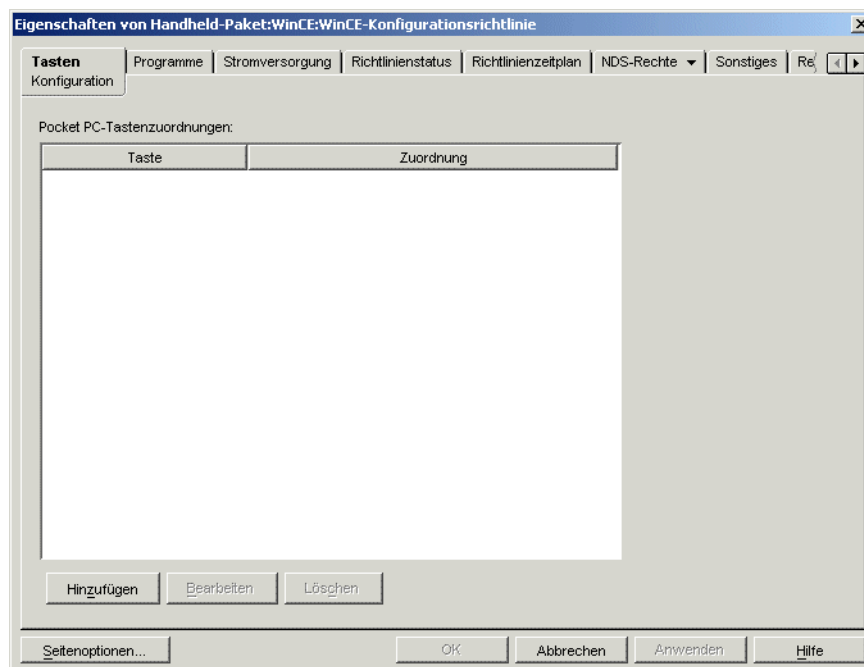 Eigenschaften von Handheld-Paket:WinCE:WinCE-Konfigurationsrichtlinie
Tasten Programme Stromversorgung Richtlinienstatus Richtlinienzeitplan NDS-Rechte Sonstiges
Konfiguration
Pocket PC-Tastenzuordnungen:
Taste Zuordnung
Hinzufügen Bearbeiten Löschen
Seitenoptionen... OK Abbrechen Anwenden Hilfe